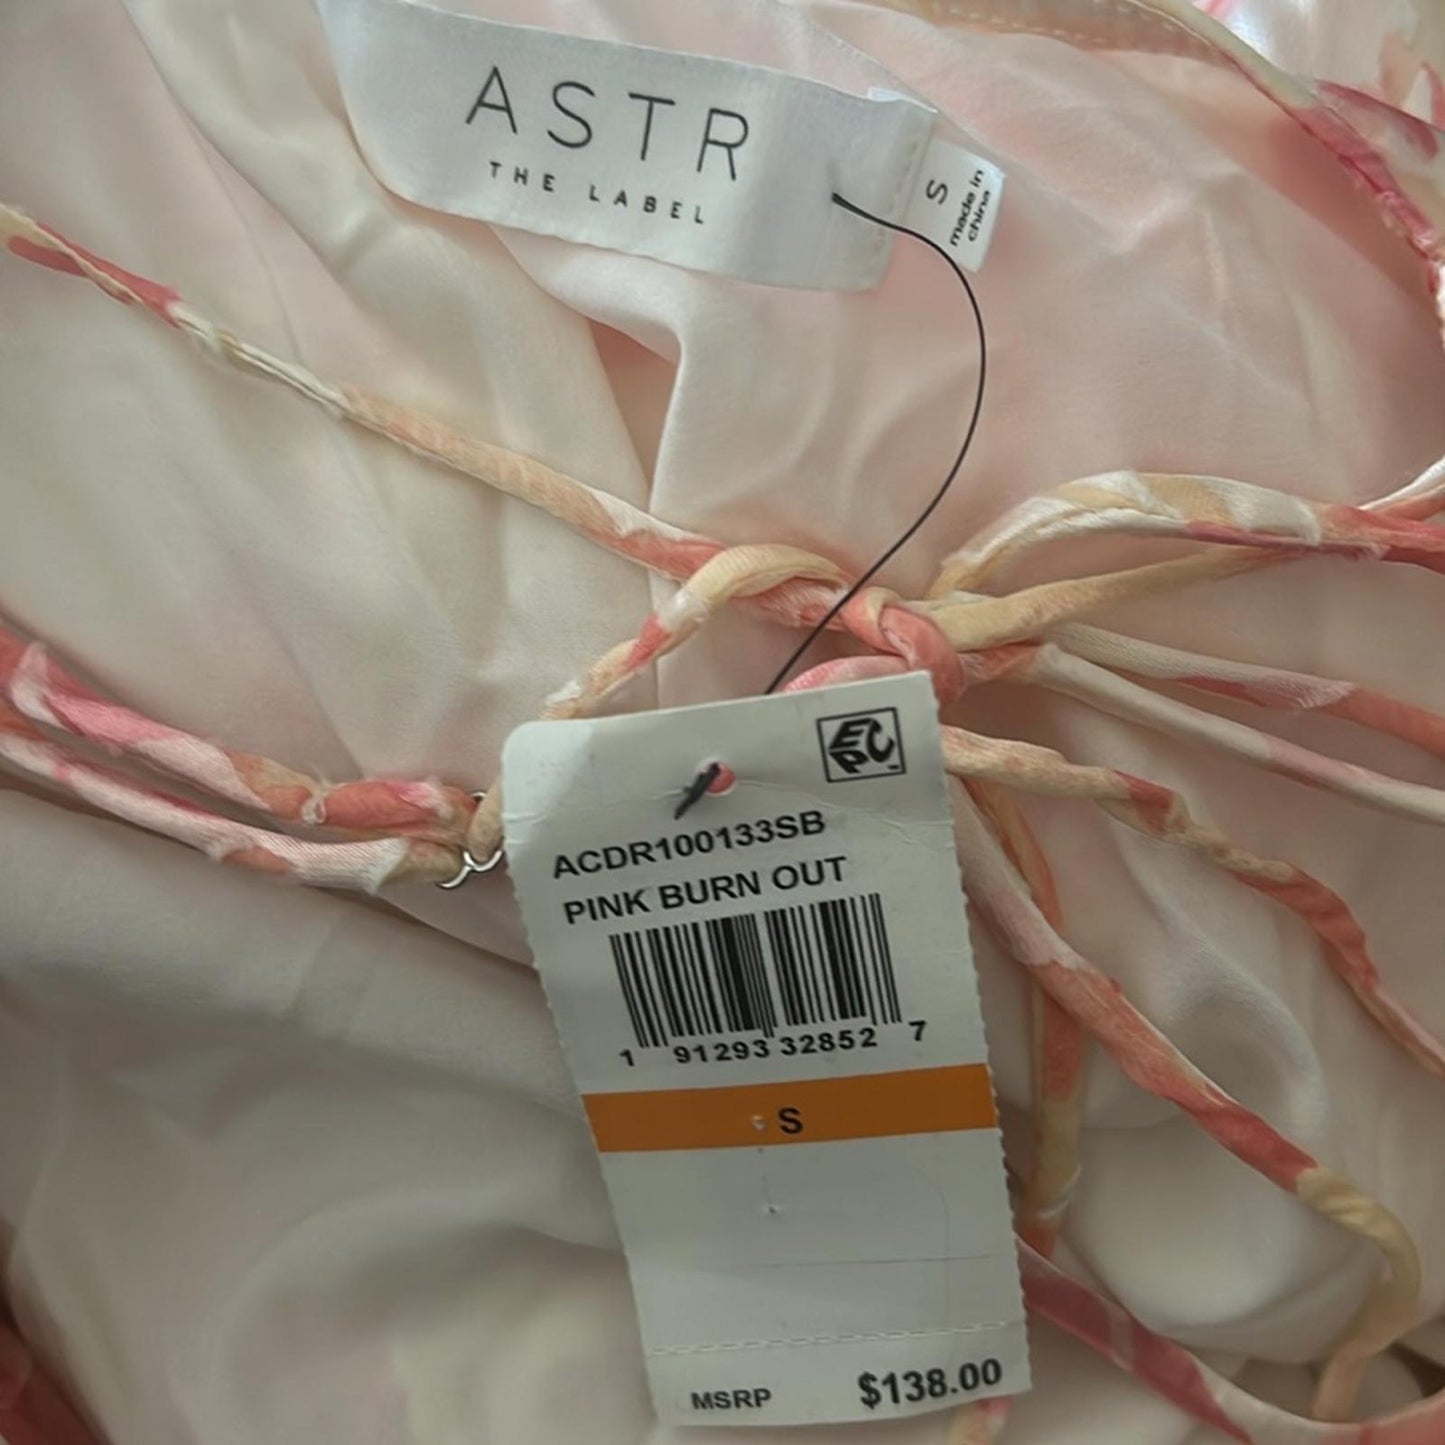 ASTR
THE LABEL
S
made in
china
EPC
ACDR100133SB
PINK BURN OUT
1 91293 32852 7
S
MSRP $138.00